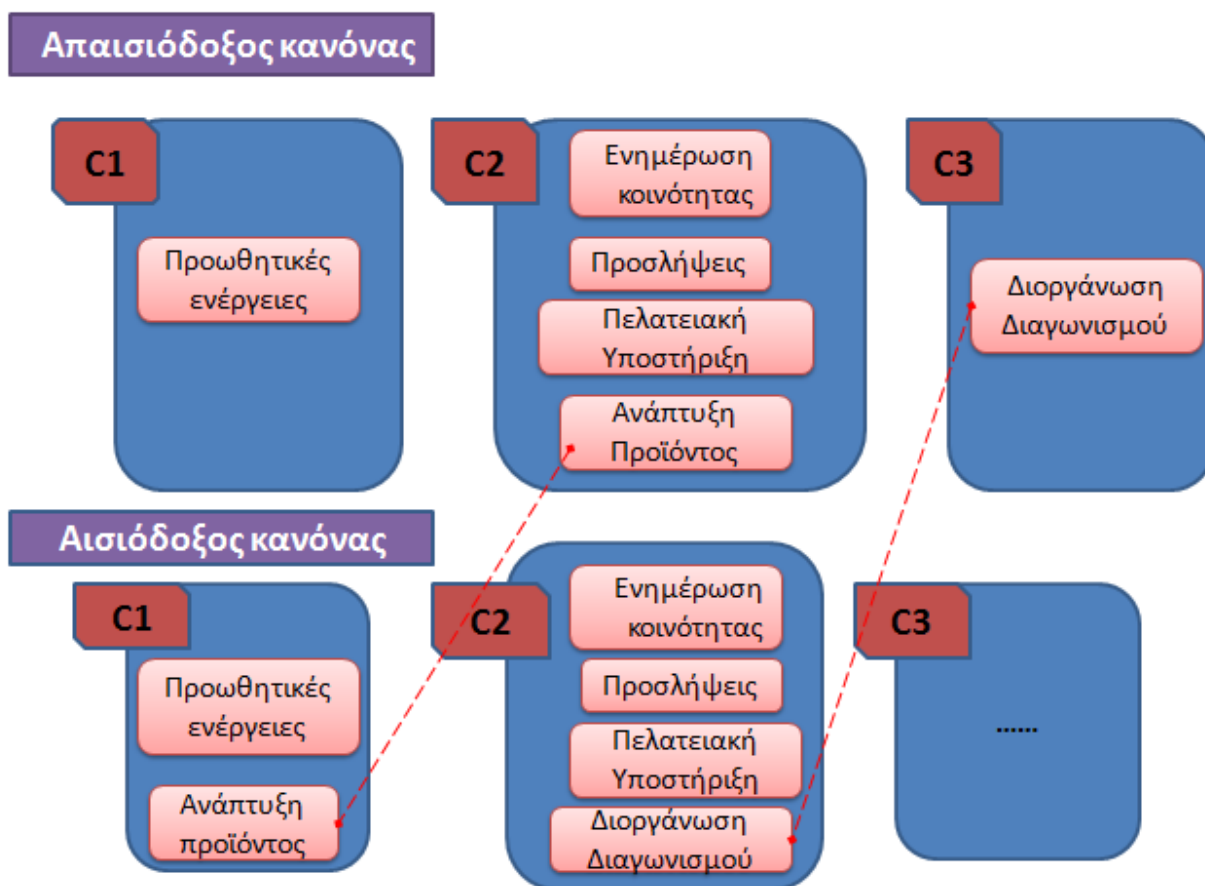 Απαισιόδοξος κανόνας
C1
Προωθητικές
ενέργειες
C2
Ενημέρωση
κοινότητας
Προσλήψεις
Πελατειακή
Υποστήριξη
Ανάπτυξη
Προϊόντος
C3
Διοργάνωση
Διαγωνισμού
Αισιόδοξος κανόνας
C1
Προωθητικές
ενέργειες
Ανάπτυξη
προϊόντος
C2
Ενημέρωση
κοινότητας
Προσλήψεις
Πελατειακή
Υποστήριξη
Διοργάνωση
Διαγωνισμού
C3
......